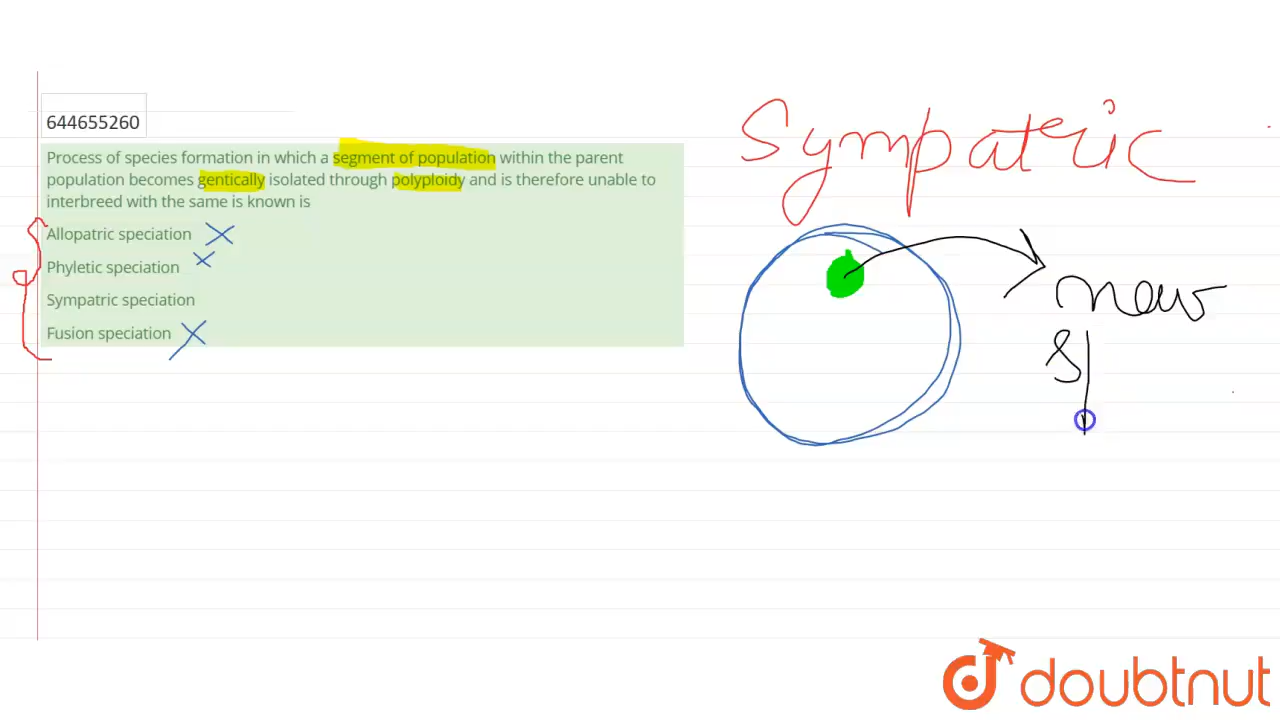 644655260
Process of species formation in which a segment of population within the parent
population becomes gentically isolated through polyploidy and is therefore unable to
interbreed with the same is known is
Allopatric speciation
Phyletic speciation
Sympatric speciation
Fusion speciation
Sympatric
new
doubtnut